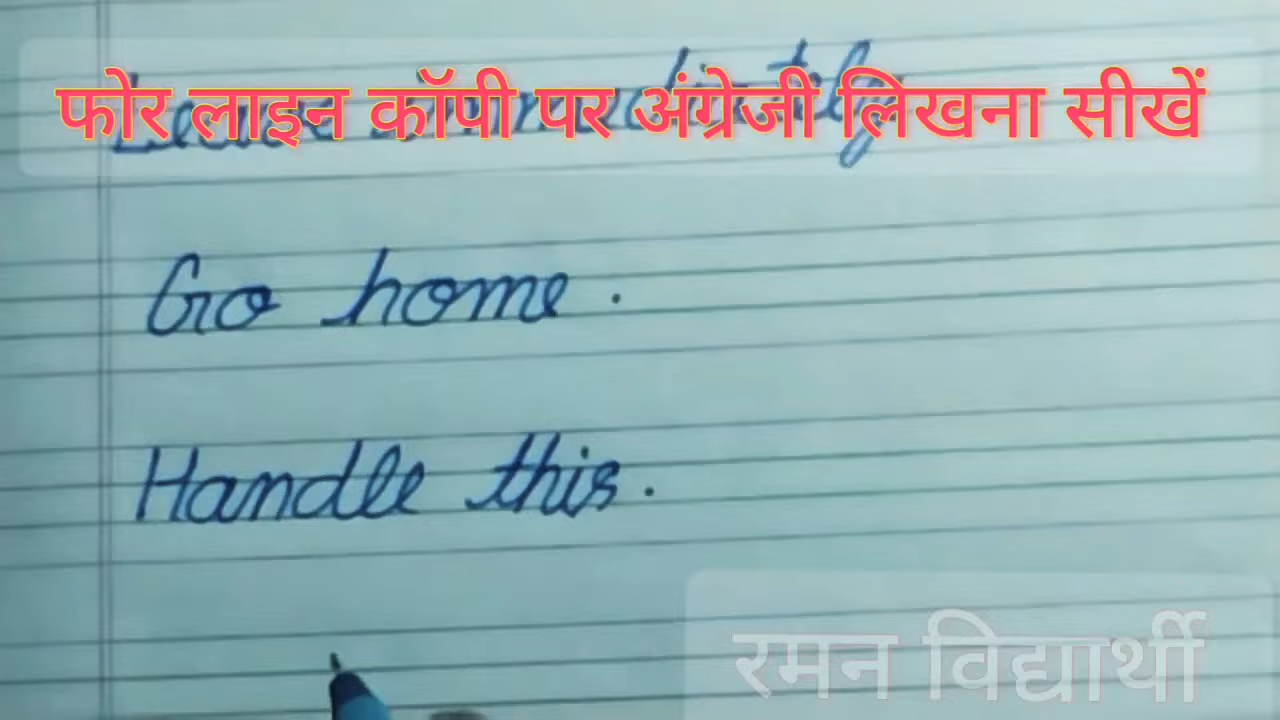 फोर लाइन कॉपी पर अंग्रेजी लिखना सीखें
Go home.
Handle this.
रमन विद्यार्थी